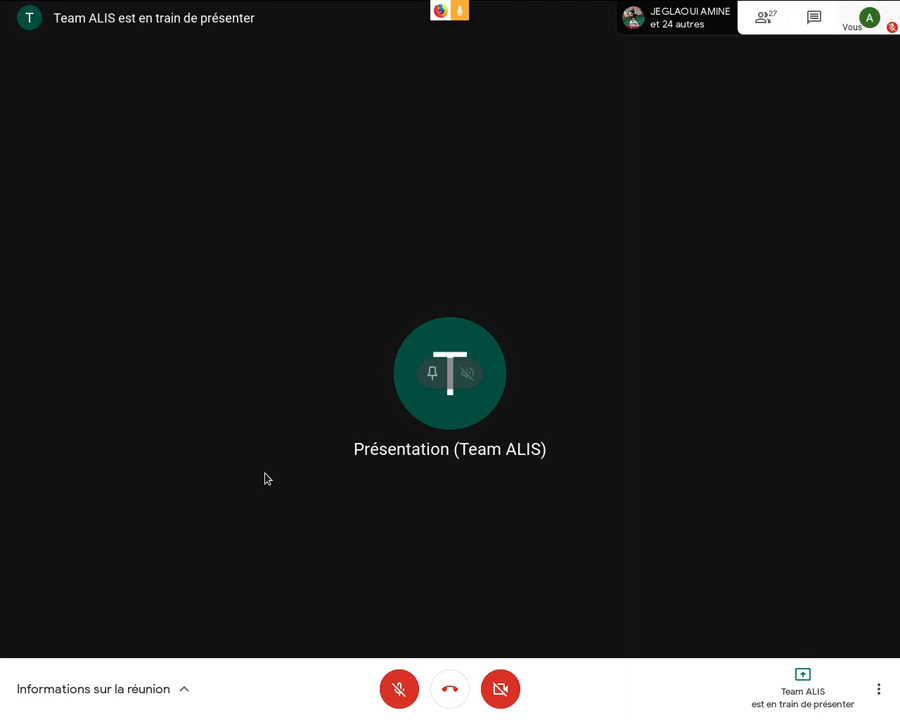 T
Team ALIS est en train de présenter
JEGLAOUI AMINE
et 24 autres
27
A
Vous
T
Présentation (Team ALIS)
Informations sur la réunion
Team ALIS
est en train de présenter